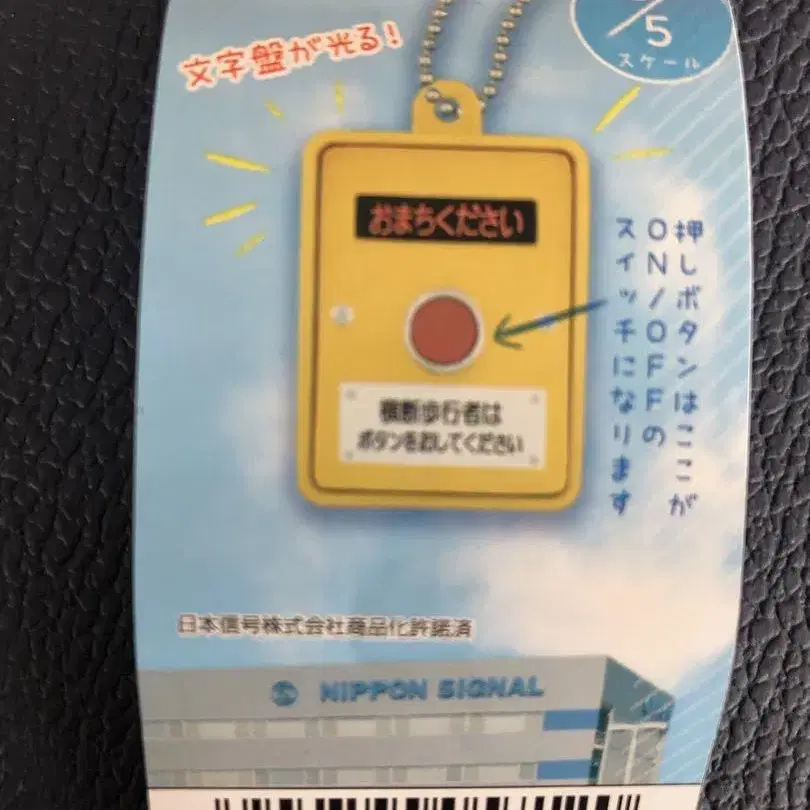 文字盤が光る!
/5
スケール
おまちください
押しボタンはここが
ON/OFFの
スイッチになります
横断歩行者は
ボタンを押してください
日本信号株式会社商品化許諾済
NIPPON SIGNAL